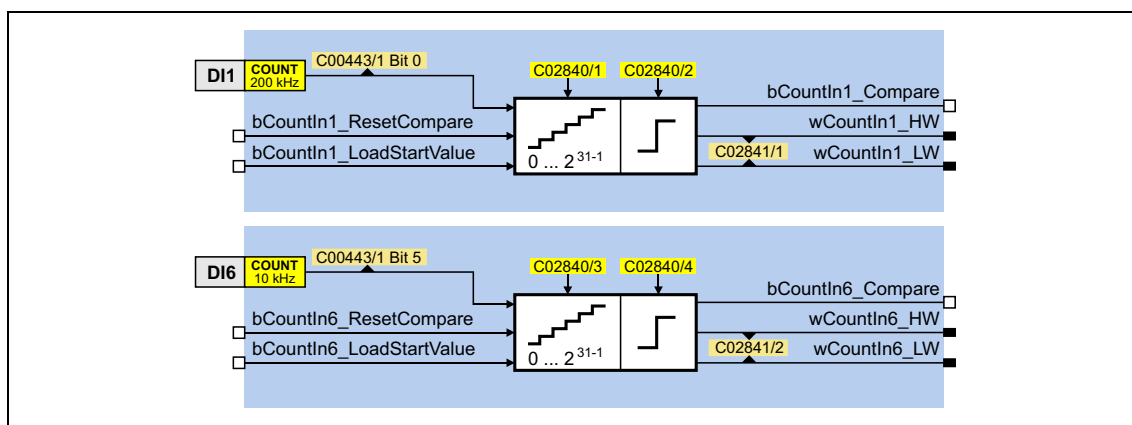 C00443/1 Bit 0
DI1 COUNT 200 kHz
C02840/1 C02840/2
bCountIn1_Compare
bCountIn1_ResetCompare
wCountIn1_HW
bCountIn1_LoadStartValue
C02841/1
wCountIn1_LW
0 ... 2 31-1
C00443/1 Bit 5
DI6 COUNT 10 kHz
C02840/3 C02840/4
bCountIn6_Compare
bCountIn6_ResetCompare
wCountIn6_HW
bCountIn6_LoadStartValue
C02841/2
wCountIn6_LW
0 ... 2 31-1